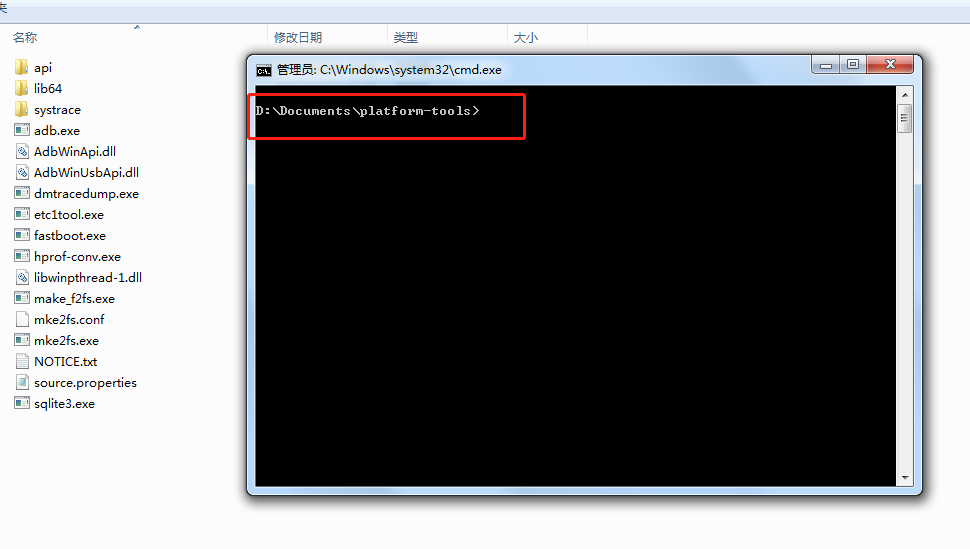 夹
名称
修改日期
类型
大小
api
lib64
systrace
adb.exe
AdbWinApi.dll
AdbWinUsbApi.dll
dmtracedump.exe
etc1tool.exe
fastboot.exe
hprof-conv.exe
libwinpthread-1.dll
make_f2fs.exe
mke2fs.conf
mke2fs.exe
NOTICE.txt
source.properties
sqlite3.exe
C:\.
管理员: C:\Windows\system32\cmd.exe
D:\Documents\platform-tools>